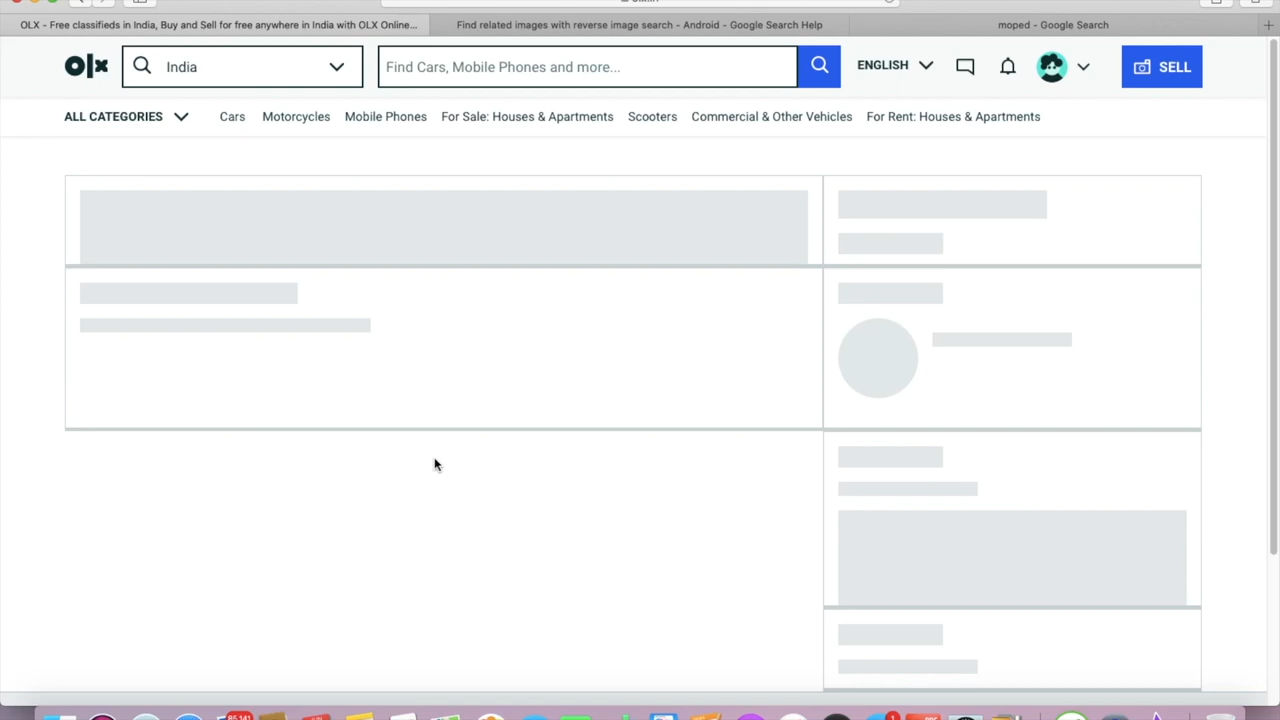 OLX - Free classifieds in India, Buy and Sell for free anywhere in India with OLX Online...
Find related images with reverse image search - Android - Google Search Help
moped - Google Search
olx
India
Find Cars, Mobile Phones and more...
ENGLISH
SELL
ALL CATEGORIES
Cars
Motorcycles
Mobile Phones
For Sale: Houses & Apartments
Scooters
Commercial & Other Vehicles
For Rent: Houses & Apartments
85,141